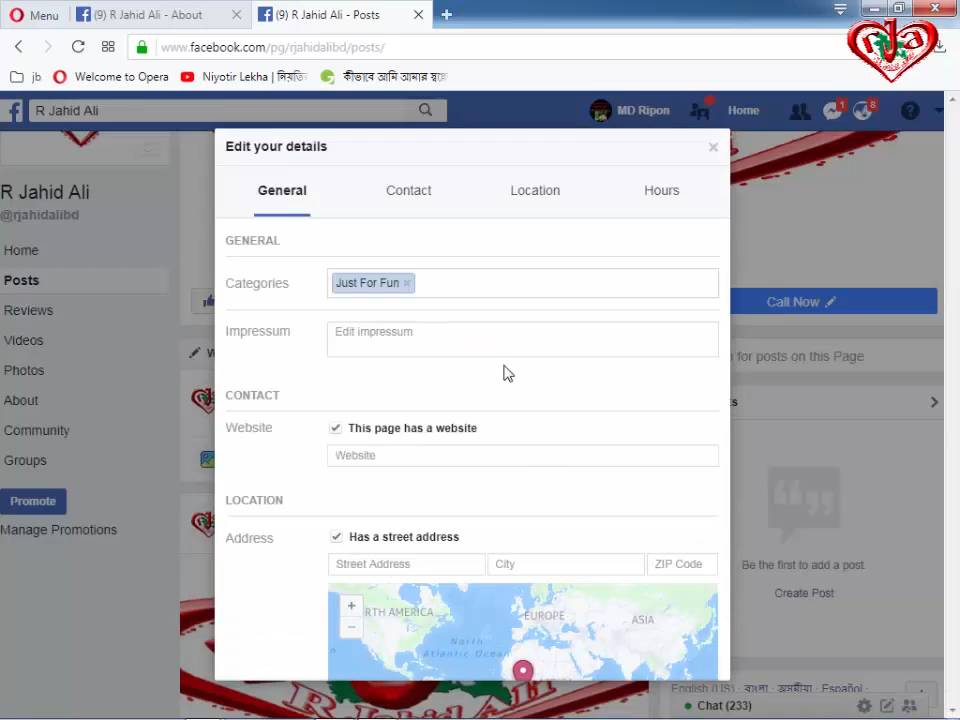 Menu
(9) R Jahid Ali - About
(9) R Jahid Ali - Posts
www.facebook.com/pg/rjahidalibd/posts/
jb
Welcome to Opera
Niyotir Lekha |
কীভাবে আমি আমার
R Jahid Ali
MD Ripon
Home
1
8
rja
Edit your details
General
Contact
Location
Hours
GENERAL
Categories
Just For Fun
Impressum
Edit impressum
CONTACT
Website
This page has a website
Website
LOCATION
Address
Has a street address
Street Address
City
ZIP Code
RTH AMERICA
EUROPE
ASIA
North
Atlantic Ocean
R Jahid Ali
@rjahidalibd
Home
Posts
Reviews
Videos
Photos
About
Community
Groups
Promote
Manage Promotions
Call Now
for posts on this Page
Be the first to add a post.
Create Post
English (US) · বাংলা · অসমীয়া · Español
Chat (233)